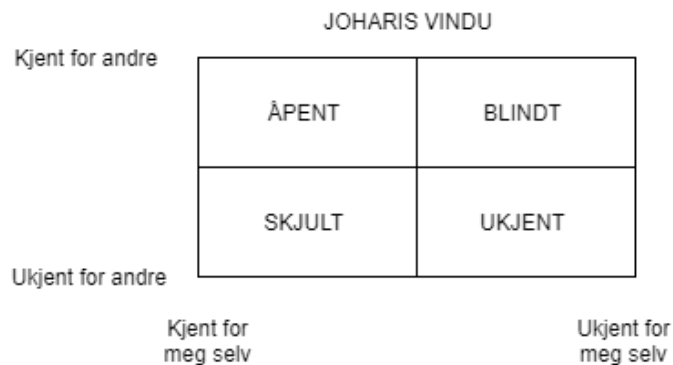 JOHARIS VINDU
Kjent for andre
ÅPENT
BLINDT
SKJULT
UKJENT
Ukjent for andre
Kjent for
meg selv
Ukjent for
meg selv